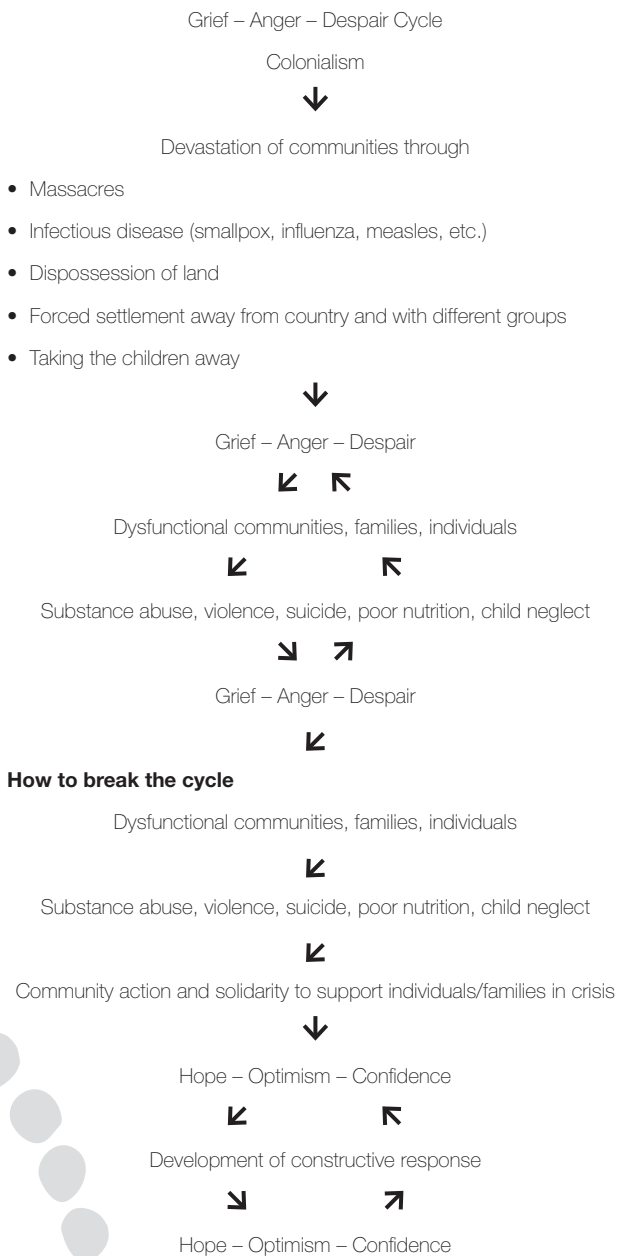 Grief – Anger – Despair Cycle
Colonialism
↓
Devastation of communities through
• Massacres
• Infectious disease (smallpox, influenza, measles, etc.)
• Dispossession of land
• Forced settlement away from country and with different groups
• Taking the children away
↓
Grief – Anger – Despair
↙ ↖
Dysfunctional communities, families, individuals
↙ ↖
Substance abuse, violence, suicide, poor nutrition, child neglect
↘ ↗
Grief – Anger – Despair
↙
How to break the cycle
Dysfunctional communities, families, individuals
↙
Substance abuse, violence, suicide, poor nutrition, child neglect
↙
Community action and solidarity to support individuals/families in crisis
↓
Hope – Optimism – Confidence
↙ ↖
Development of constructive response
↘ ↗
Hope – Optimism – Confidence